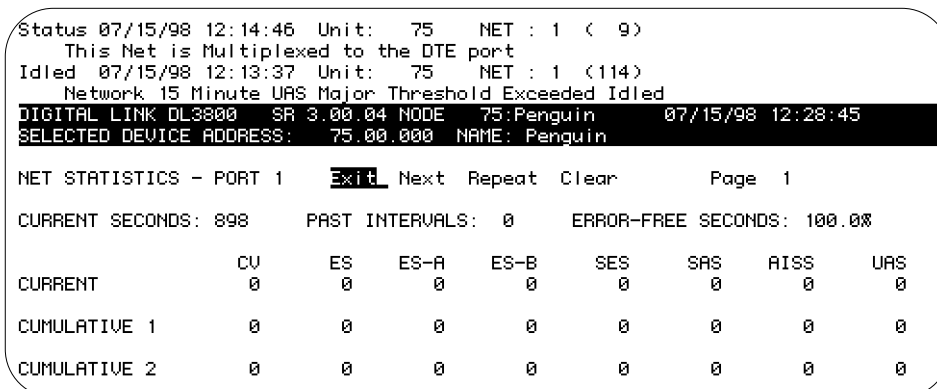 Status 07/15/98 12:14:46 Unit: 75 NET : 1 ( 9)
This Net is Multiplexed to the DTE port
Idled 07/15/98 12:13:37 Unit: 75 NET : 1 (114)
Network 15 Minute UAS Major Threshold Exceeded Idled
DIGITAL LINK DL3800 SR 3.00.04 NODE 75:Penguin 07/15/98 12:28:45
SELECTED DEVICE ADDRESS: 75.00.000 NAME: Penguin
NET STATISTICS - PORT 1 Exit Next Repeat Clear Page 1
CURRENT SECONDS: 898 PAST INTERVALS: 0 ERROR-FREE SECONDS: 100.0%
CV ES ES-A ES-B SES SAS AISS UAS
CURRENT 0 0 0 0 0 0 0 0
CUMULATIVE 1 0 0 0 0 0 0 0 0
CUMULATIVE 2 0 0 0 0 0 0 0 0